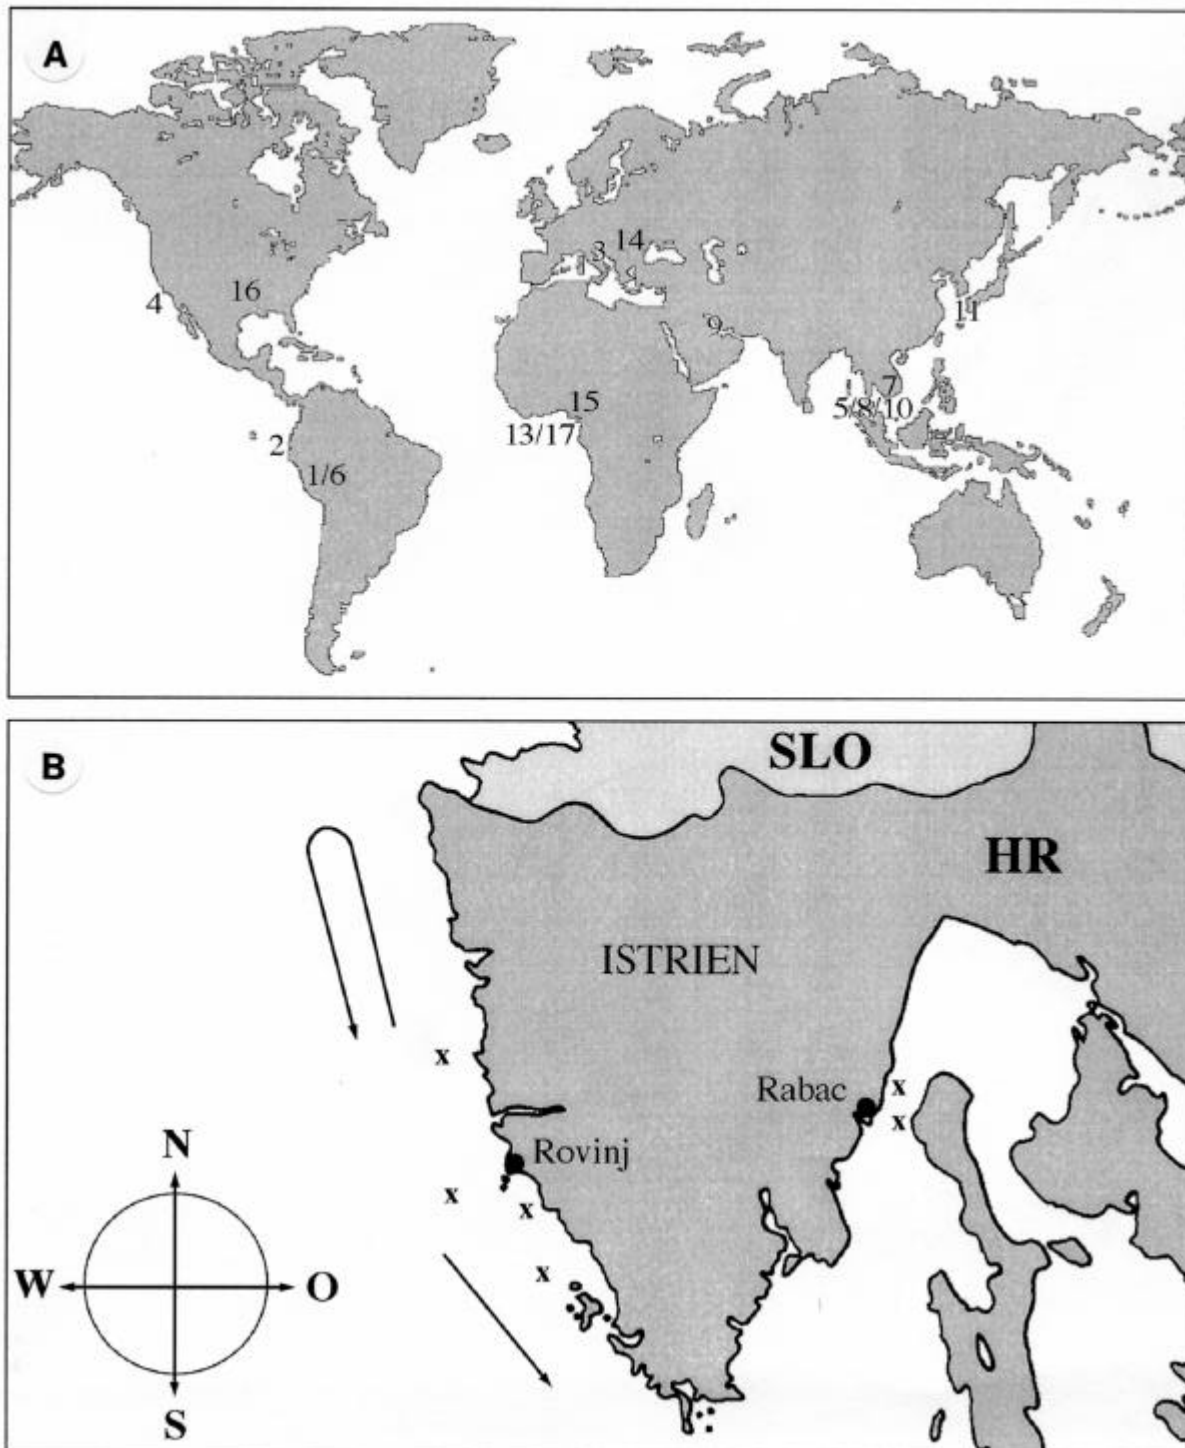 A
14
3
16
4
11
9
7
15
5/8/10
13/17
2
1/6
B
SLO
HR
ISTRIEN
x
Rabac
x
x
Rovinj
N
x
x
x
W
O
S